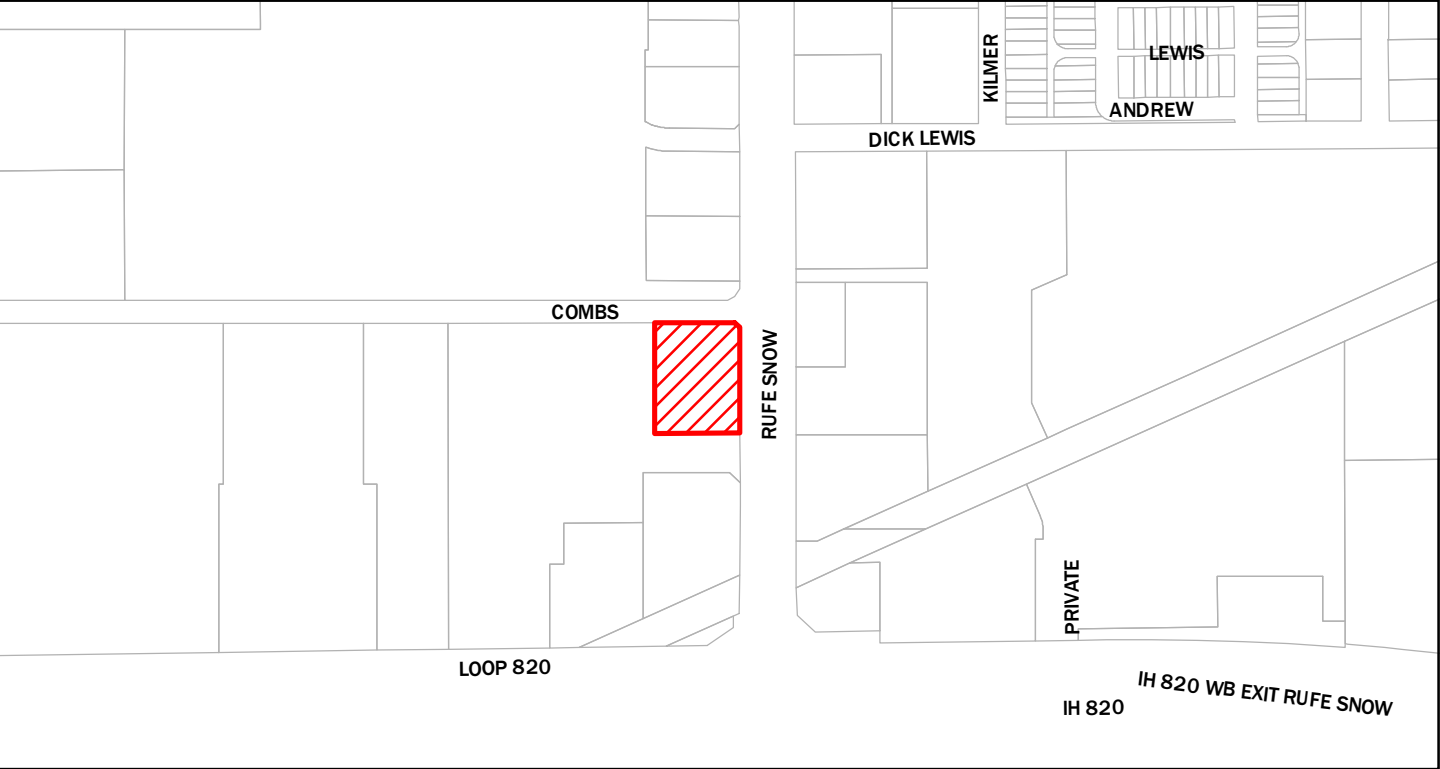 KILMER
LEWIS
ANDREW
DICK LEWIS
COMBS
RUFE SNOW
PRIVATE
LOOP 820
IH 820 WB EXIT RUFE SNOW
IH 820